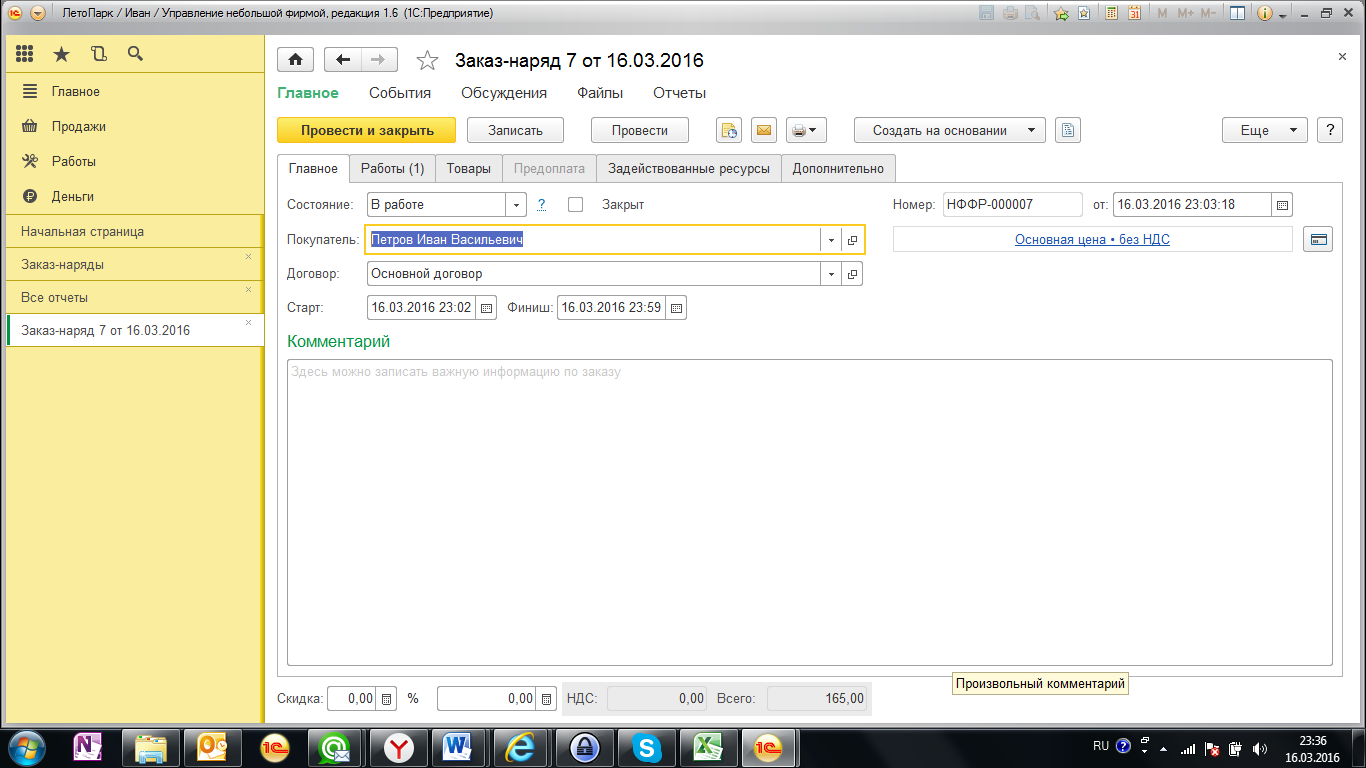 ЛетоПарк / Иван / Управление небольшой фирмой, редакция 1.6 (1С:Предприятие)
M M+ M-
Главное
Продажи
Работы
Деньги
Начальная страница
Заказ-наряды
Все отчеты
Заказ-наряд 7 от 16.03.2016
Заказ-наряд 7 от 16.03.2016
Главное События Обсуждения Файлы Отчеты
Провести и закрыть Записать Провести Создать на основании Еще ?
Главное Работы (1) Товары Предоплата Задействованные ресурсы Дополнительно
Состояние: В работе ? Закрыт Номер: НФФР-000007 от: 16.03.2016 23:03:18
Покупатель: Петров Иван Васильевич Основная цена • без НДС
Договор: Основной договор
Старт: 16.03.2016 23:02 Финиш: 16.03.2016 23:59
Комментарий
Здесь можно записать важную информацию по заказу
Произвольный комментарий
Скидка: 0,00 % 0,00 НДС: 0,00 Всего: 165,00
RU 23:36
16.03.2016